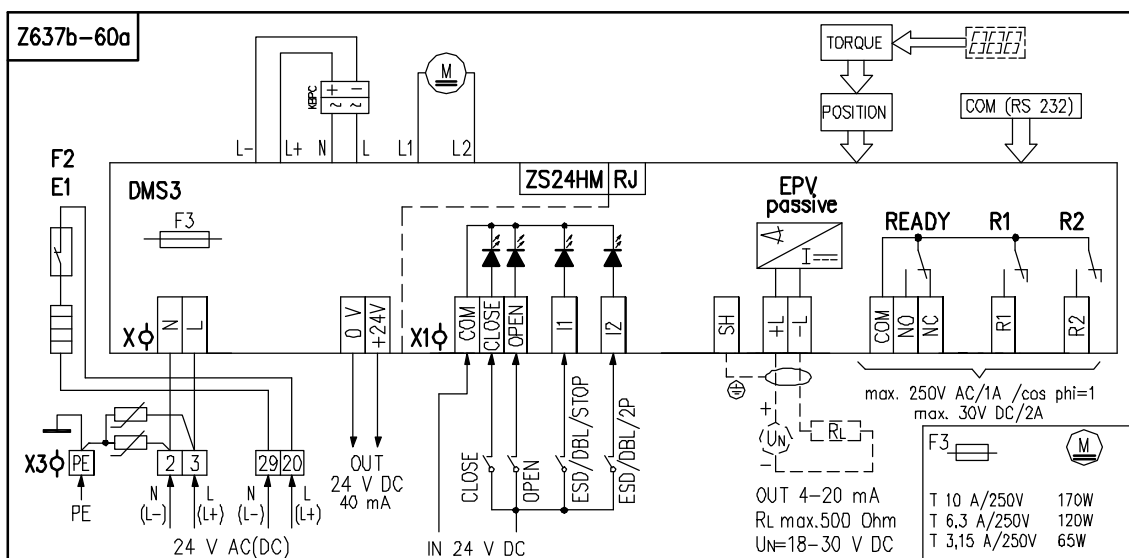 Z637b-60a
TORQUE
POSITION
COM (RS 232)
KBPC
+ −
~ ~
M
L- L+ N L L1 L2
F2
E1
DMS3
F3
ZS24HM RJ
EPV
passive
I
READY R1 R2
X
N
L
0 V
+24V
X1
COM
CLOSE
OPEN
I1
I2
SH
+L
-L
COM
NO
NC
R1
R2
max. 250V AC/1A /cos phi=1
max. 30V DC/2A
X3
PE
2
3
29
20
PE
N
(L-)
L
(L+)
N
(L-)
L
(L+)
24 V AC(DC)
OUT
24 V DC
40 mA
CLOSE
OPEN
ESD/DBL/STOP
ESD/DBL/2P
IN 24 V DC
+
UN
−
RL
OUT 4-20 mA
RL max.500 Ohm
UN=18-30 V DC
F3
M
T 10 A/250V 170W
T 6,3 A/250V 120W
T 3,15 A/250V 65W